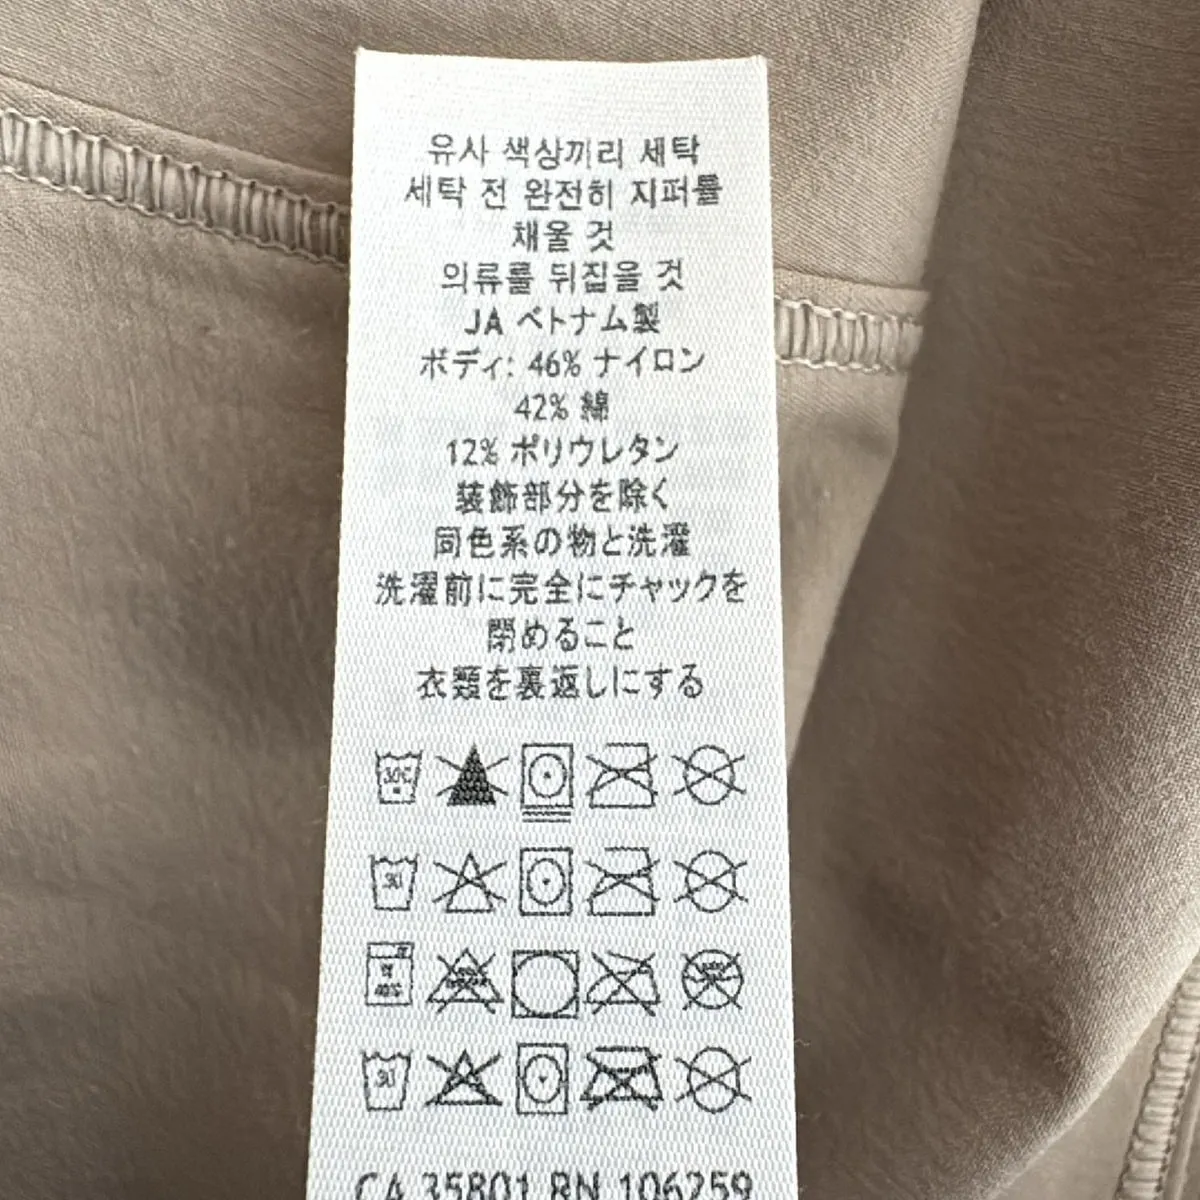 유사 색상끼리 세탁
세탁 전 완전히 지퍼를
채울 것
의류를 뒤집을 것
JA ベトナム製
ボディ: 46% ナイロン
42% 綿
12% ポリウレタン
装飾部分を除く
同色系の物と洗濯
洗濯前に完全にチャックを
閉めること
衣類を裏返しにする
30C
30
40℃
30
CA 35801 RN 106259